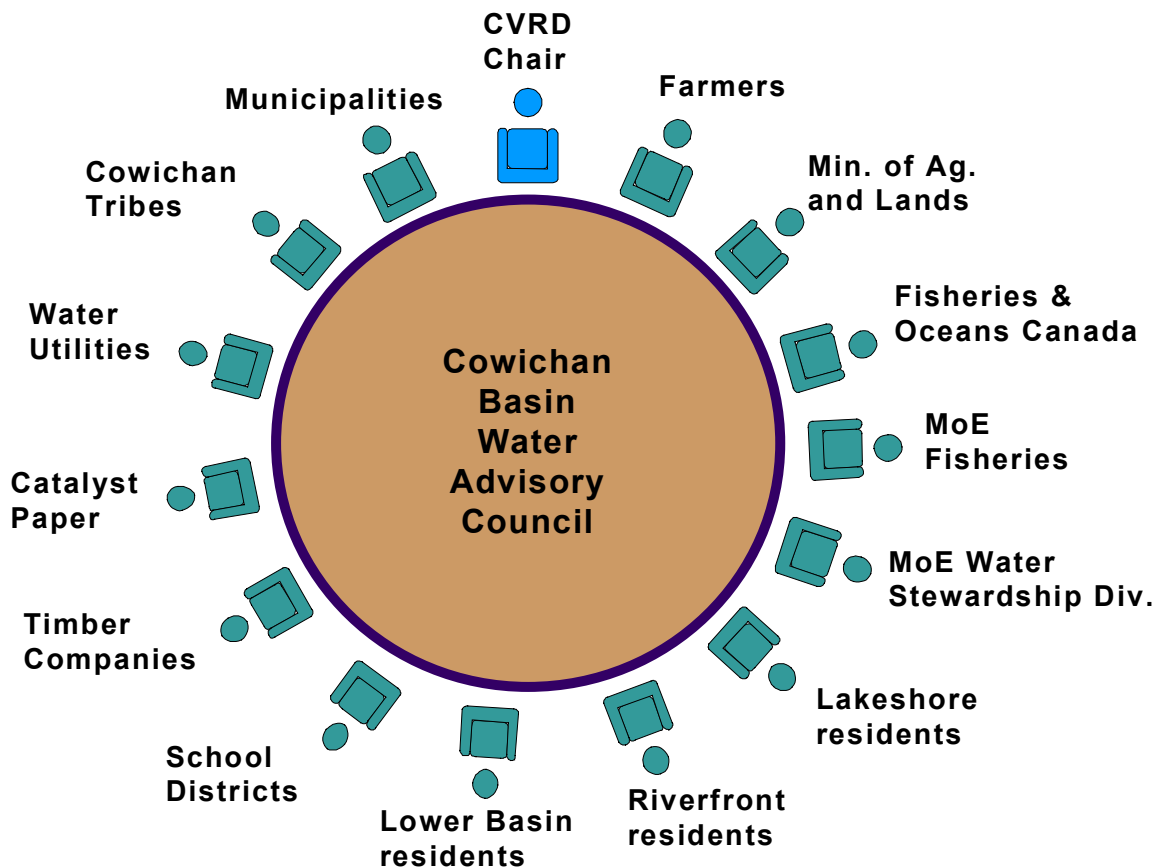 CVRD
Chair
Farmers
Min. of Ag.
and Lands
Fisheries &
Oceans Canada
MoE
Fisheries
MoE Water
Stewardship Div.
Lakeshore
residents
Riverfront
residents
Lower Basin
residents
School
Districts
Timber
Companies
Catalyst
Paper
Water
Utilities
Cowichan
Tribes
Municipalities
Cowichan
Basin
Water
Advisory
Council